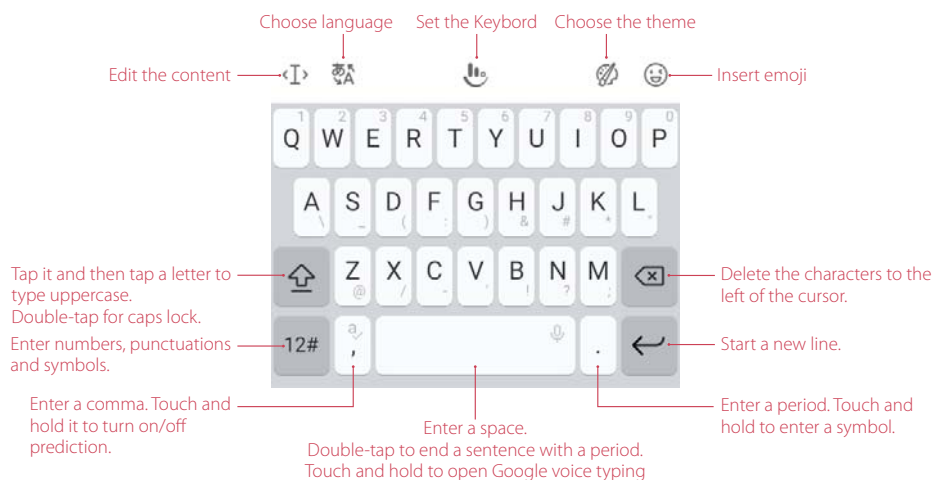 Choose language Set the Keybord Choose the theme
Edit the content Insert emoji
あ A
1 2 3 4 5 6 7 8 9 0
Q W E R T Y U I O P
A S D F G H J K L
\ _ ( : ) & # * "
Z X C V B N M
@ / - ' ! ? ;
Tap it and then tap a letter to
type uppercase.
Double-tap for caps lock.
Delete the characters to the
left of the cursor.
Enter numbers, punctuations
and symbols.
12# a , .
Start a new line.
Enter a comma. Touch and
hold it to turn on/off
prediction.
Enter a space.
Double-tap to end a sentence with a period.
Touch and hold to open Google voice typing
Enter a period. Touch and
hold to enter a symbol.